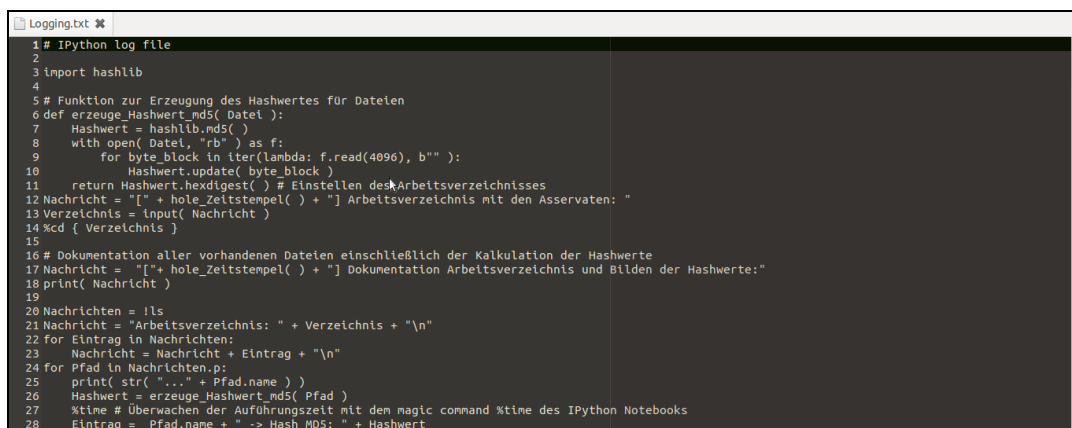 Logging.txt ✖
1 # IPython log file
2
3 import hashlib
4
5 # Funktion zur Erzeugung des Hashwertes für Dateien
6 def erzeuge_Hashwert_md5( Datei ):
7     Hashwert = hashlib.md5( )
8     with open( Datei, "rb" ) as f:
9         for byte_block in iter(lambda: f.read(4096), b"" ):
10             Hashwert.update( byte_block )
11     return Hashwert.hexdigest( ) # Einstellen des Arbeitsverzeichnisses
12 Nachricht = "[" + hole_Zeitstempel( ) + "] Arbeitsverzeichnis mit den Asservaten: "
13 Verzeichnis = input( Nachricht )
14 %cd { Verzeichnis }
15
16 # Dokumentation aller vorhandenen Dateien einschließlich der Kalkulation der Hashwerte
17 Nachricht =  "["+ hole_Zeitstempel( ) + "] Dokumentation Arbeitsverzeichnis und Bilden der Hashwerte:"
18 print( Nachricht )
19
20 Nachrichten = !ls
21 Nachricht = "Arbeitsverzeichnis: " + Verzeichnis + "\n"
22 for Eintrag in Nachrichten:
23     Nachricht = Nachricht + Eintrag + "\n"
24 for Pfad in Nachrichten.p:
25     print( str( "..." + Pfad.name ) )
26     Hashwert = erzeuge_Hashwert_md5( Pfad )
27     %time # Überwachen der Auführungszeit mit dem magic command %time des IPython Notebooks
28     Eintrag =  Pfad.name + " -> Hash MD5: " + Hashwert